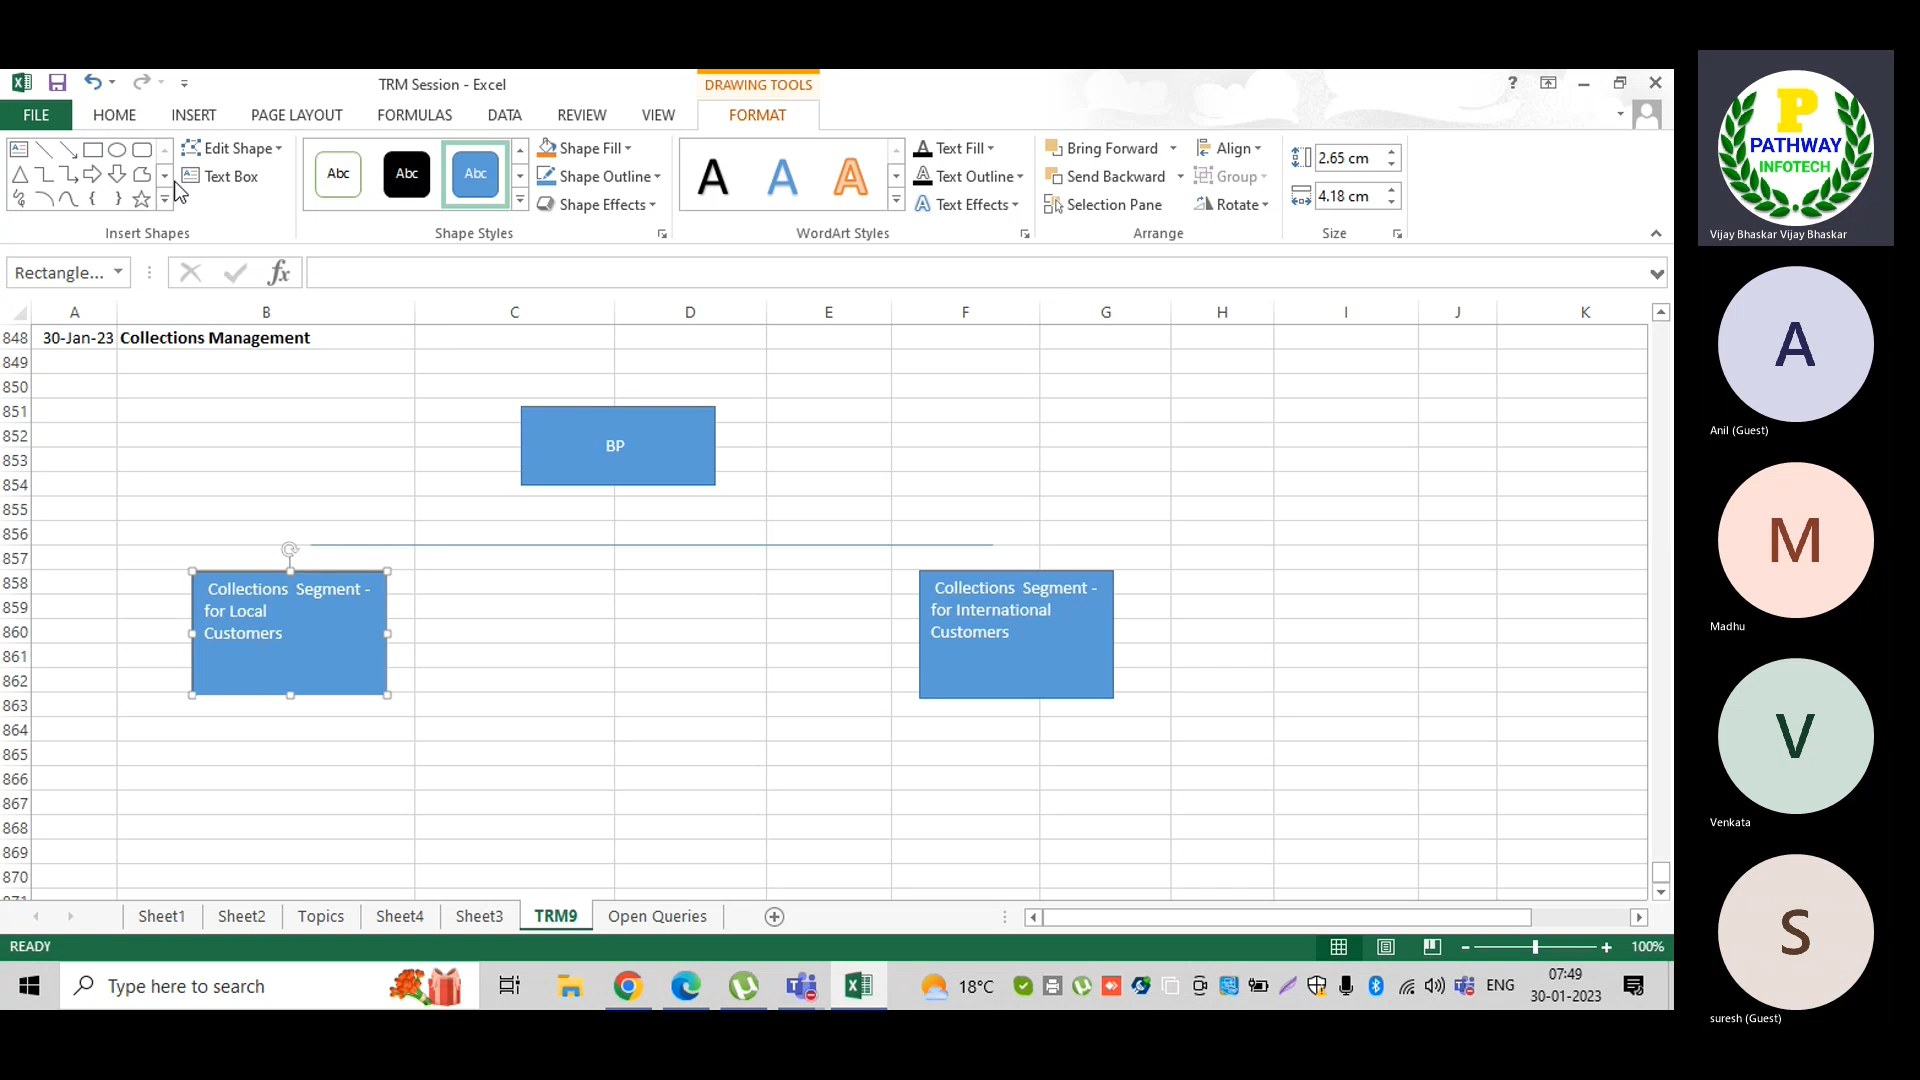 TRM Session - Excel
DRAWING TOOLS
?
FILE
HOME
INSERT
PAGE LAYOUT
FORMULAS
DATA
REVIEW
VIEW
FORMAT
Edit Shape
Text Box
Insert Shapes
Abc
Abc
Abc
Shape Fill
Shape Outline
Shape Effects
Shape Styles
A
A
A
WordArt Styles
Text Fill
Text Outline
Text Effects
Bring Forward
Send Backward
Selection Pane
Align
Group
Rotate
Arrange
2.65 cm
4.18 cm
Size
Rectangle...
fx
A B C D E F G H I J K
848 30-Jan-23 Collections Management
849
850
851
852
853
854
855
856
857
858
859
860
861
862
863
864
865
866
867
868
869
870
871
BP
Collections Segment -
for Local
Customers
Collections Segment -
for International
Customers
Sheet1
Sheet2
Topics
Sheet4
Sheet3
TRM9
Open Queries
READY
100%
Type here to search
18°C
ENG
07:49
30-01-2023
P
PATHWAY
INFOTECH
Vijay Bhaskar Vijay Bhaskar
A
Anil (Guest)
M
Madhu
V
Venkata
S
suresh (Guest)